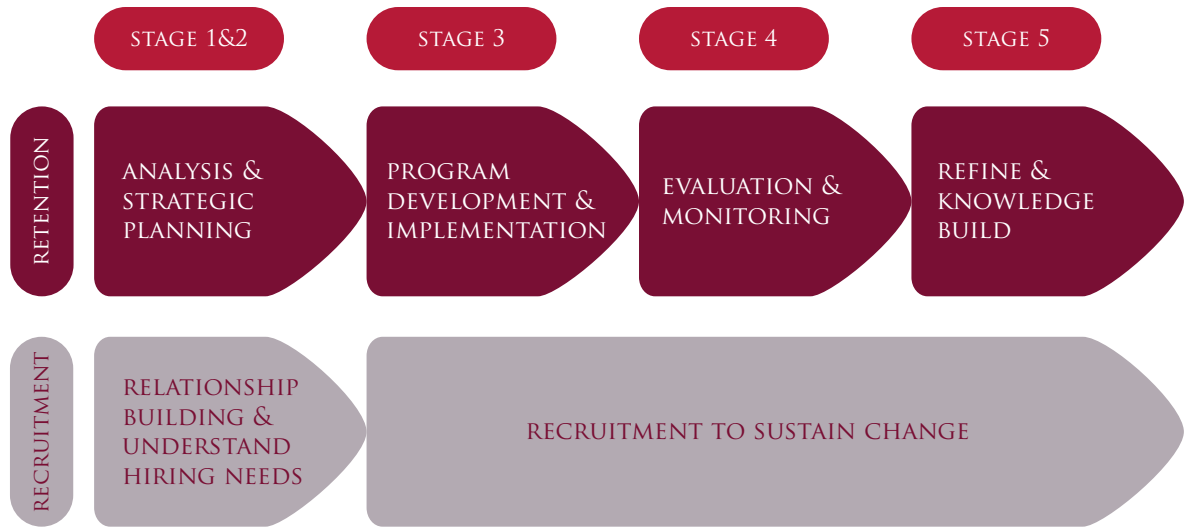 STAGE 1&2
STAGE 3
STAGE 4
STAGE 5
RETENTION
ANALYSIS &
STRATEGIC
PLANNING
PROGRAM
DEVELOPMENT &
IMPLEMENTATION
EVALUATION &
MONITORING
REFINE &
KNOWLEDGE
BUILD
RECRUITMENT
RELATIONSHIP
BUILDING &
UNDERSTAND
HIRING NEEDS
RECRUITMENT TO SUSTAIN CHANGE